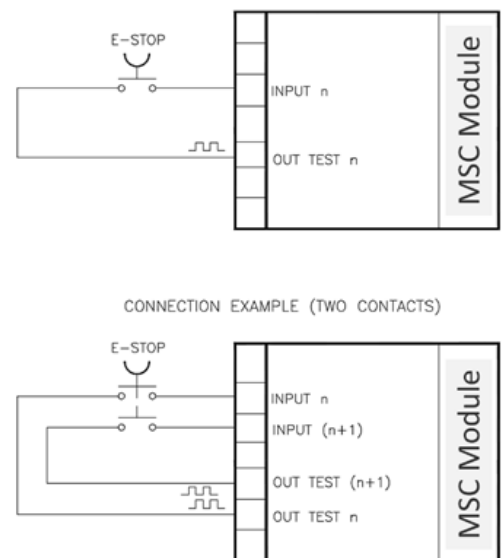 E-STOP
INPUT n
OUT TEST n
MSC Module
CONNECTION EXAMPLE (TWO CONTACTS)
E-STOP
INPUT n
INPUT (n+1)
OUT TEST (n+1)
OUT TEST n
MSC Module